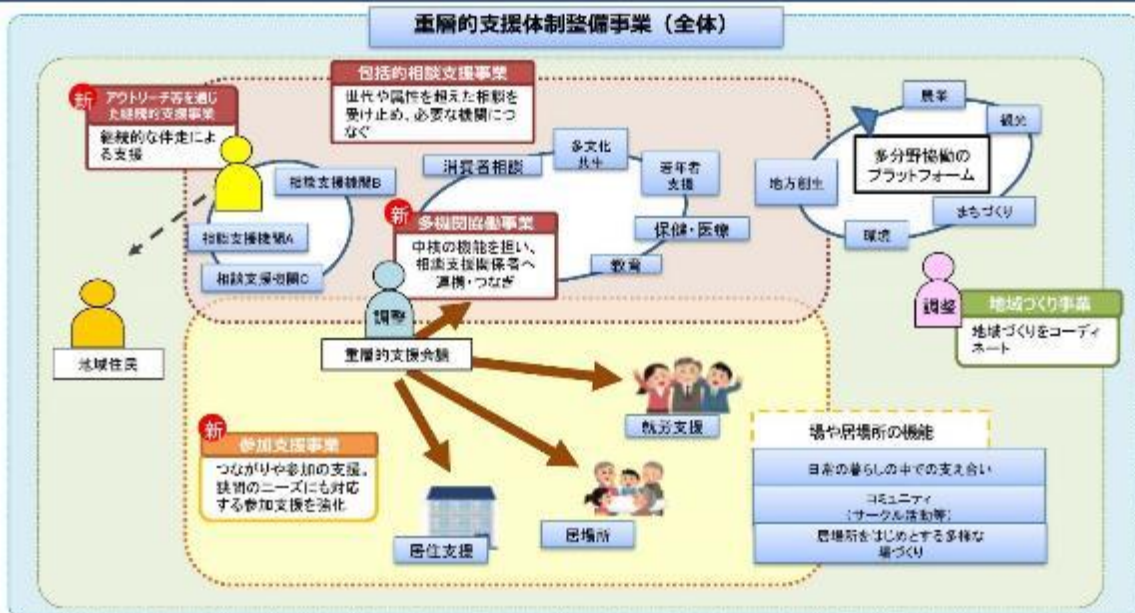 重層的支援体制整備事業（全体）
新
アウトリーチ等を通じ
た継続的支援事業
継続的な伴走によ
る支援
包括的相談支援事業
世代や属性を超えた相談を
受け止め、必要な機関につ
なぐ
相談支援機関B
相談支援機関A
相談支援機関C
消費者相談
多文化
共生
若年者
支援
保健・医療
教育
新
多機関協働事業
中核の機能を担い、
相談支援関係者へ
連携・つなぎ
調整
重層的支援会議
地域住民
農業
観光
多分野協働の
プラットフォーム
地方創生
まちづくり
環境
調整
地域づくり事業
地域づくりをコーディ
ネート
新
参加支援事業
つながりや参加の支援。
狭間のニーズにも対応
する参加支援を強化
就労支援
居場所
居住支援
場や居場所の機能
日常の暮らしの中での支え合い
コミュニティ
（サークル活動等）
居場所をはじめとする多様な
場づくり